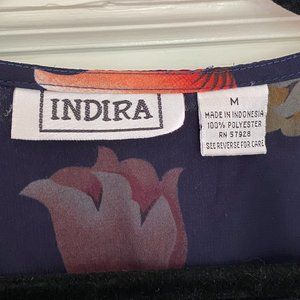 INDIRA
M
MADE IN INDONESIA
100% POLYESTER
RN 57928
SEE REVERSE FOR CARE